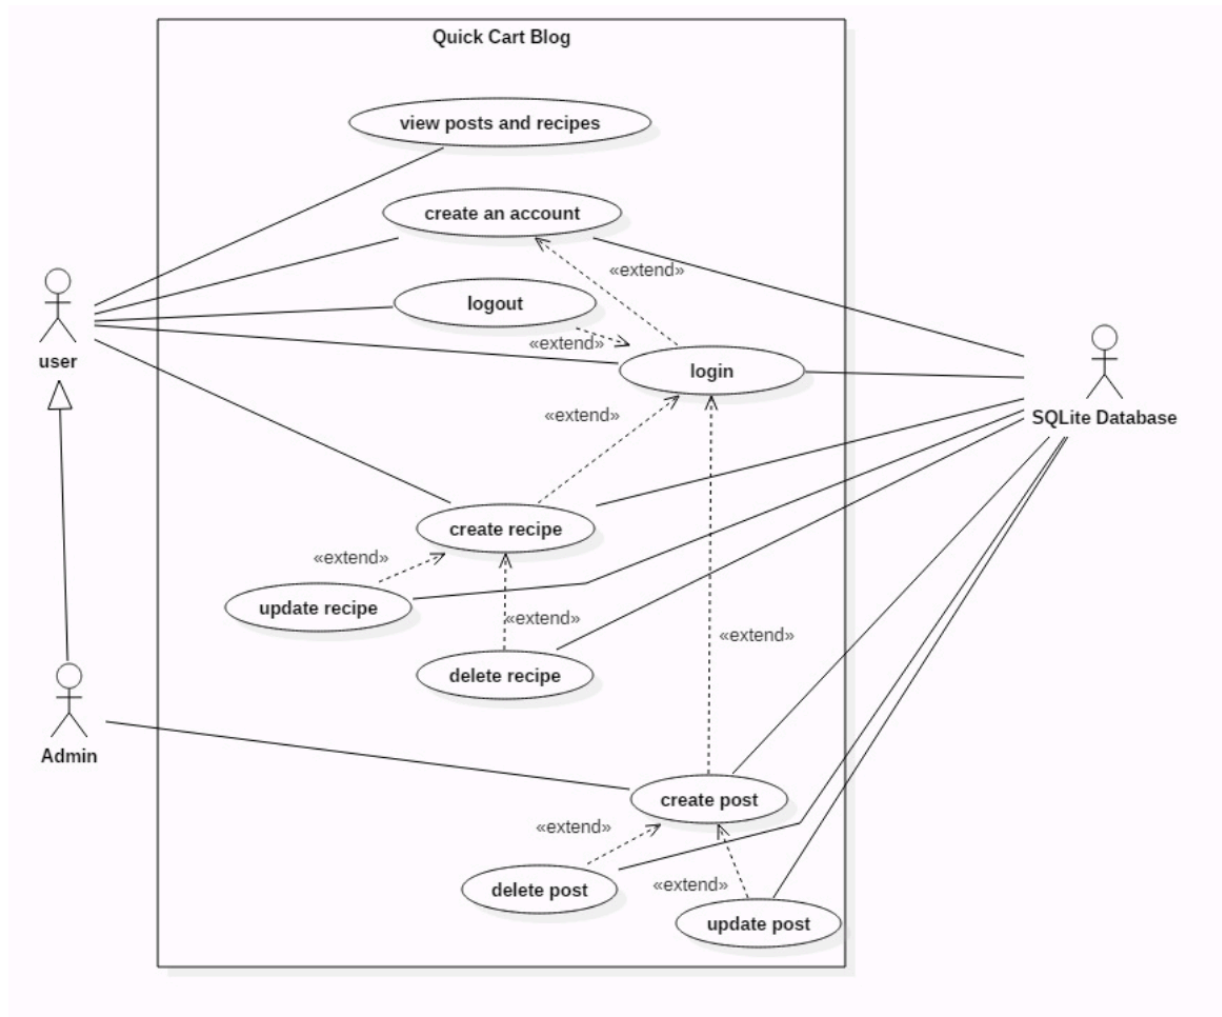 Quick Cart Blog
view posts and recipes
create an account
«extend»
logout
«extend»
user
login
SQLite Database
«extend»
create recipe
«extend»
update recipe
«extend»
«extend»
delete recipe
Admin
create post
«extend»
«extend»
delete post
update post